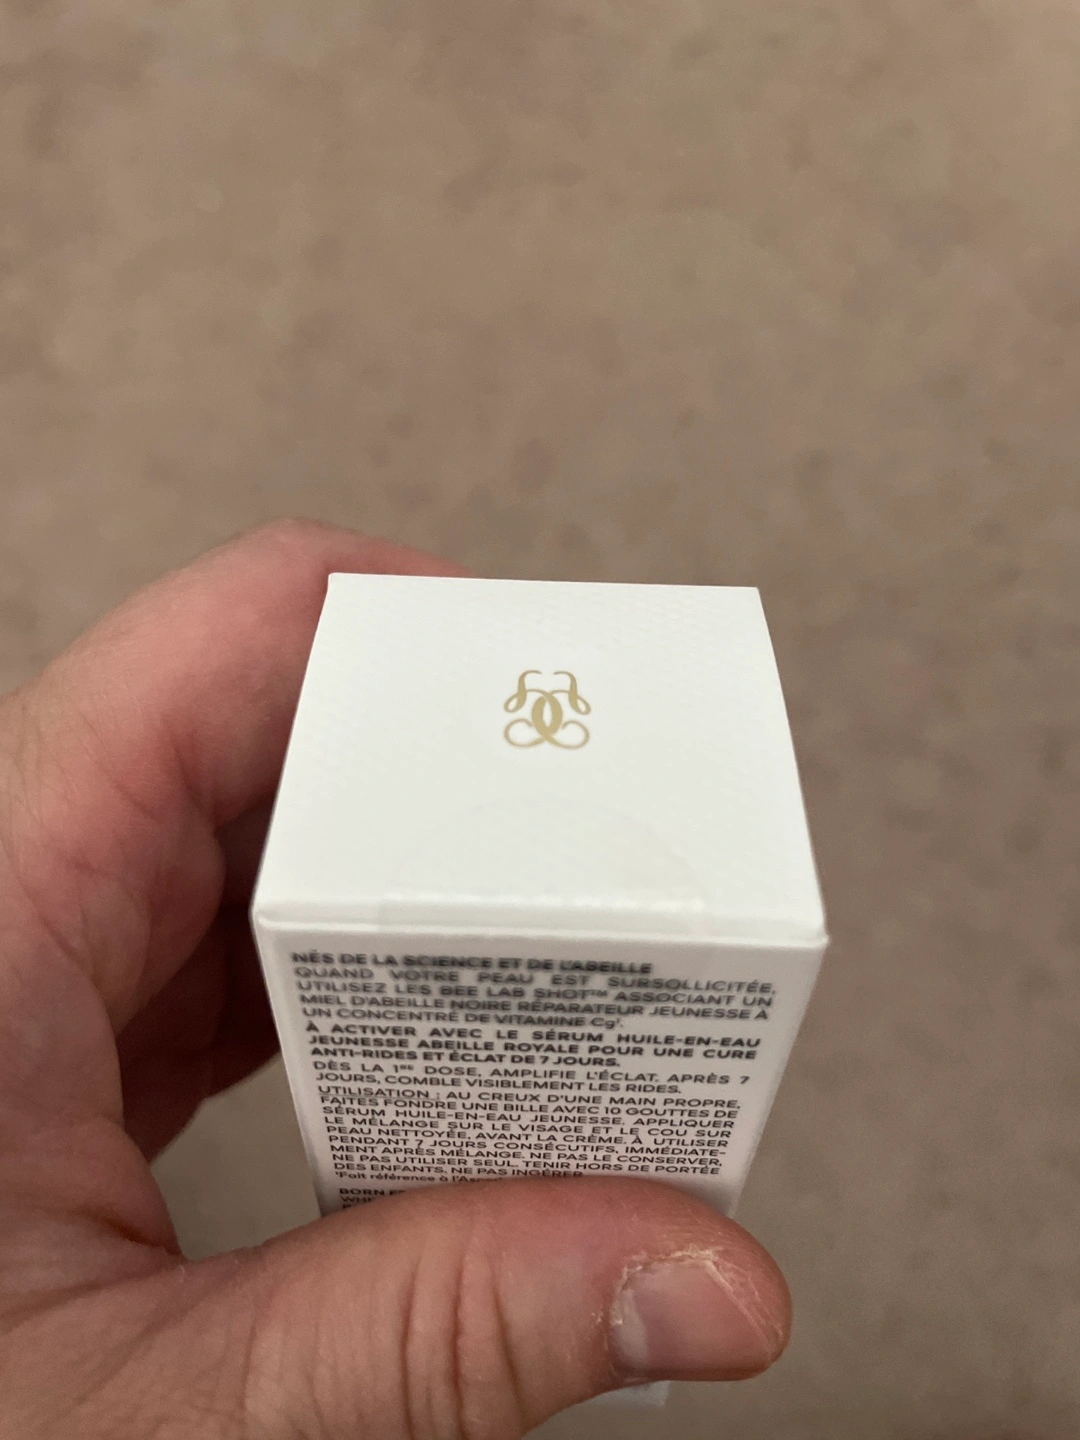 NÉS DE LA SCIENCE ET DE L'ABEILLE
QUAND VOTRE PEAU EST SURSOLLICITÉE,
UTILISEZ LES BEE LAB SHOT™ ASSOCIANT UN
MIEL D'ABEILLE NOIRE RÉPARATEUR JEUNESSE À
UN CONCENTRÉ DE VITAMINE Cg¹.
À ACTIVER AVEC LE SÉRUM HUILE-EN-EAU
JEUNESSE ABEILLE ROYALE POUR UNE CURE
ANTI-RIDES ET ÉCLAT DE 7 JOURS.
DÈS LA 1ᴱᴿᴱ DOSE, AMPLIFIE L'ÉCLAT. APRÈS 7
JOURS, COMBLE VISIBLEMENT LES RIDES.
UTILISATION : AU CREUX D'UNE MAIN PROPRE,
FAITES FONDRE UNE BILLE AVEC 10 GOUTTES DE
SÉRUM HUILE-EN-EAU JEUNESSE. APPLIQUER
LE MÉLANGE SUR LE VISAGE ET LE COU SUR
PEAU NETTOYÉE, AVANT LA CRÈME. À UTILISER
PENDANT 7 JOURS CONSÉCUTIFS, IMMÉDIATE-
MENT APRÈS MÉLANGE. NE PAS LE CONSERVER,
NE PAS UTILISER SEUL. TENIR HORS DE PORTÉE
DES ENFANTS. NE PAS INGÉRER.
¹Fait référence à
BORN